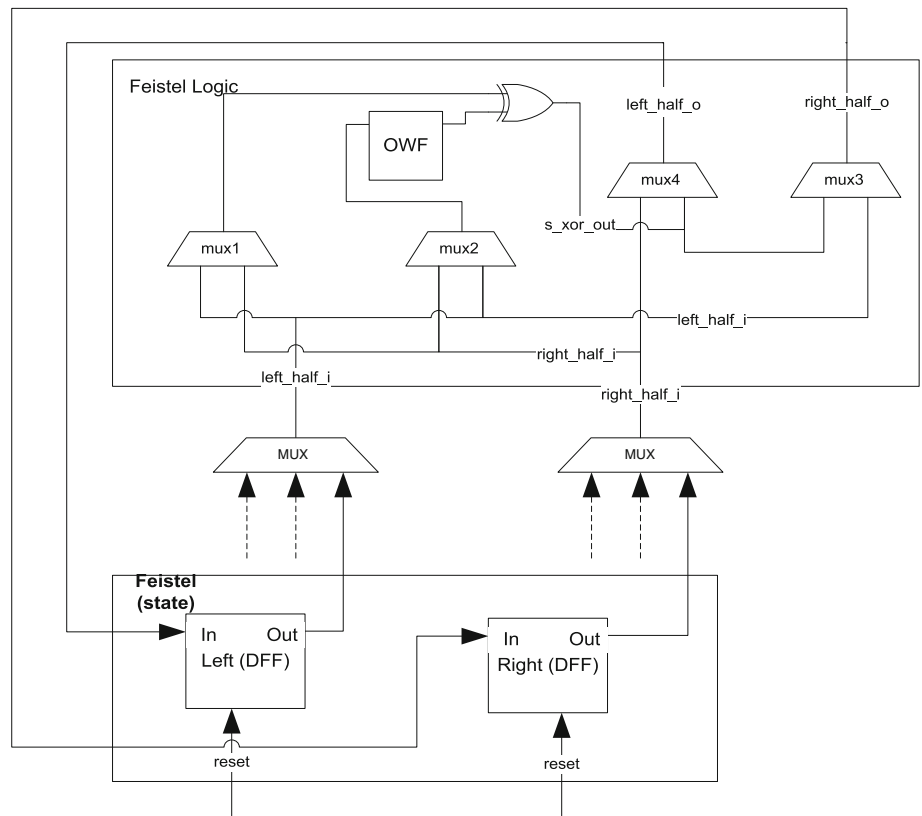 Feistel Logic
left_half_o
right_half_o
OWF
mux4
mux3
s_xor_out
mux1
mux2
left_half_i
right_half_i
left_half_i
right_half_i
MUX
MUX
Feistel
(state)
In Out
Left (DFF)
In Out
Right (DFF)
reset
reset